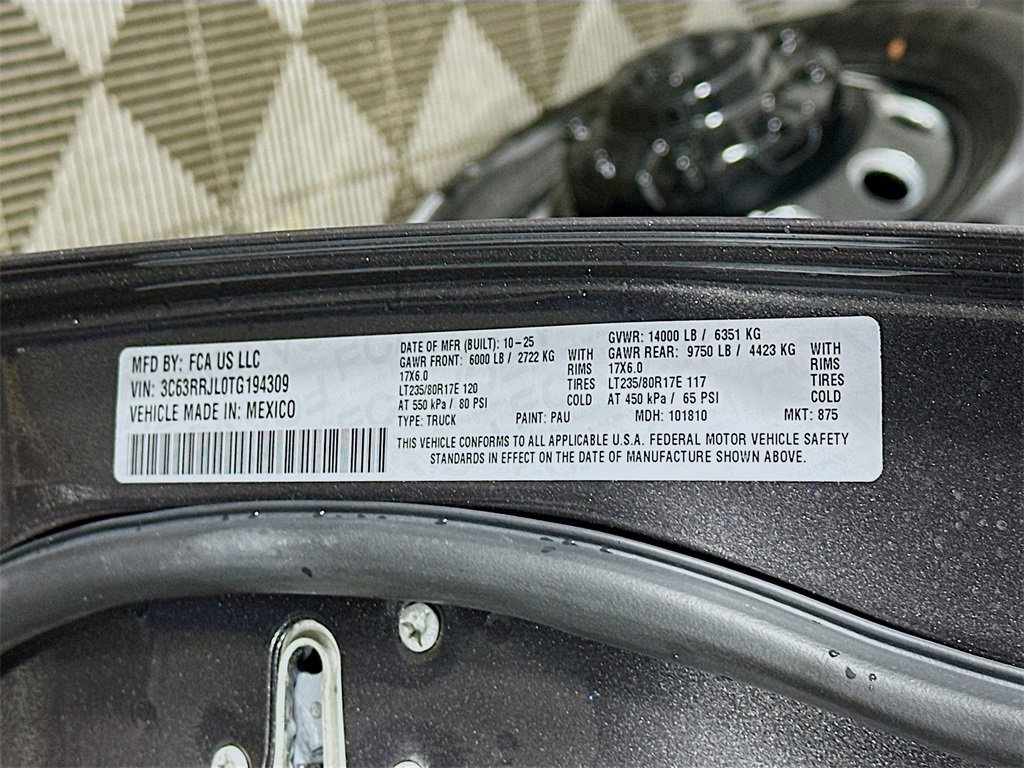 MFD BY: FCA US LLC
VIN: 3C63RRJL0TG194309
VEHICLE MADE IN: MEXICO
DATE OF MFR (BUILT): 10-25
GAWR FRONT: 6000 LB / 2722 KG WITH
17X6.0 RIMS
LT235/80R17E 120 TIRES
AT 550 kPa / 80 PSI COLD
GVWR: 14000 LB / 6351 KG
GAWR REAR: 9750 LB / 4423 KG WITH
17X6.0 RIMS
LT235/80R17E 117 TIRES
AT 450 kPa / 65 PSI COLD
TYPE: TRUCK PAINT: PAU MDH: 101810 MKT: 875
THIS VEHICLE CONFORMS TO ALL APPLICABLE U.S.A. FEDERAL MOTOR VEHICLE SAFETY
STANDARDS IN EFFECT ON THE DATE OF MANUFACTURE SHOWN ABOVE.